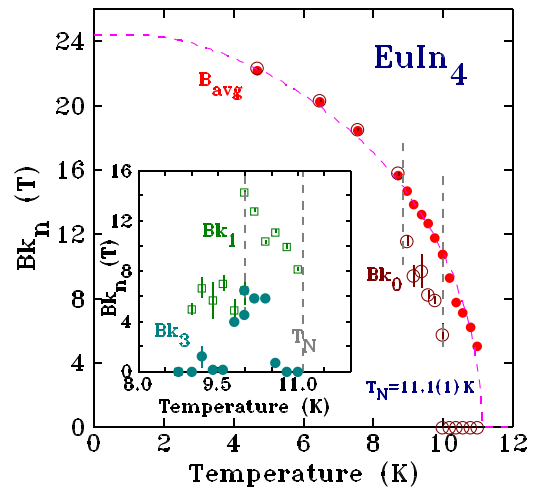 24
20
16
12
8
4
0
Bk_n (T)
EuIn_4
B_avg
Bk_0
T_N=11.1(1) K
16
12
8
4
0
Bk_n (T)
Bk_1
Bk_3
T_N
8.0 9.5 11.0
Temperature (K)
0 2 4 6 8 10 12
Temperature (K)